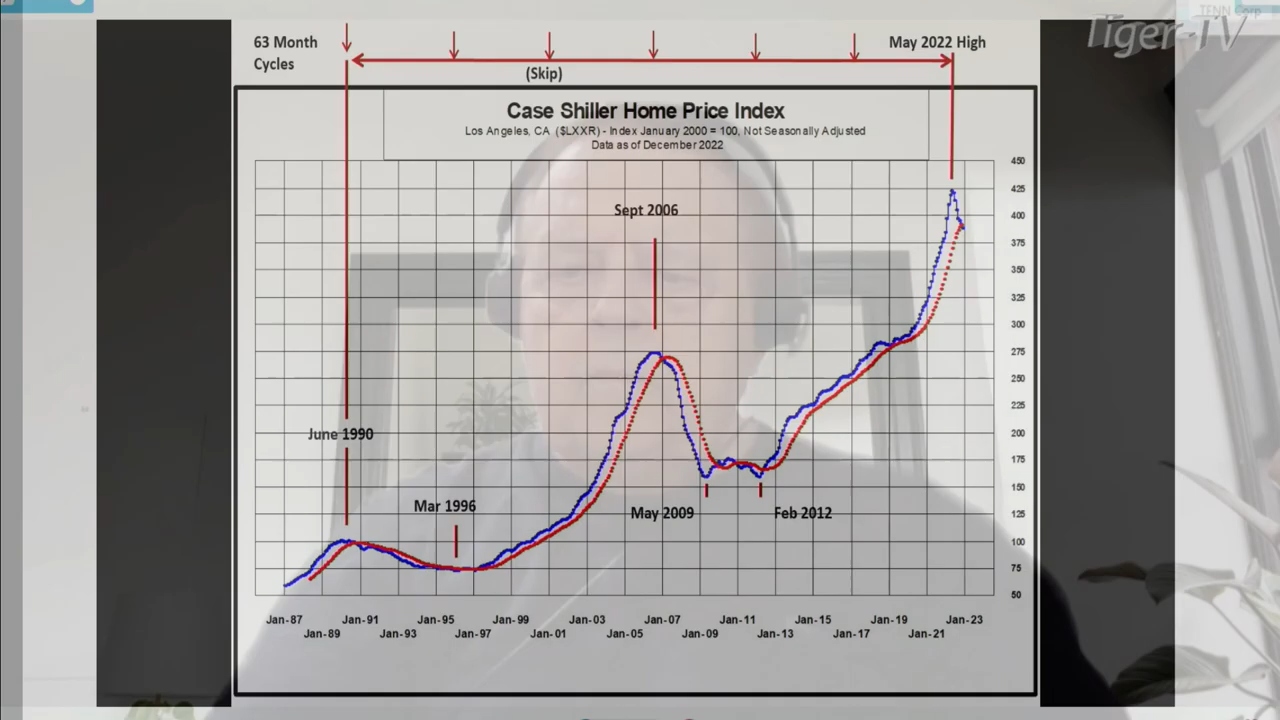 TENN Corp
Tiger-TV
63 Month
Cycles
May 2022 High
(Skip)
Case Shiller Home Price Index
Los Angeles, CA ($LXXR) - Index January 2000 = 100, Not Seasonally Adjusted
Data as of December 2022
450
425
Sept 2006
400
375
350
325
300
275
250
225
June 1990
200
175
150
Mar 1996
May 2009
Feb 2012
125
100
75
50
Jan-87
Jan-91
Jan-95
Jan-99
Jan-03
Jan-07
Jan-11
Jan-15
Jan-19
Jan-23
Jan-89
Jan-93
Jan-97
Jan-01
Jan-05
Jan-09
Jan-13
Jan-17
Jan-21